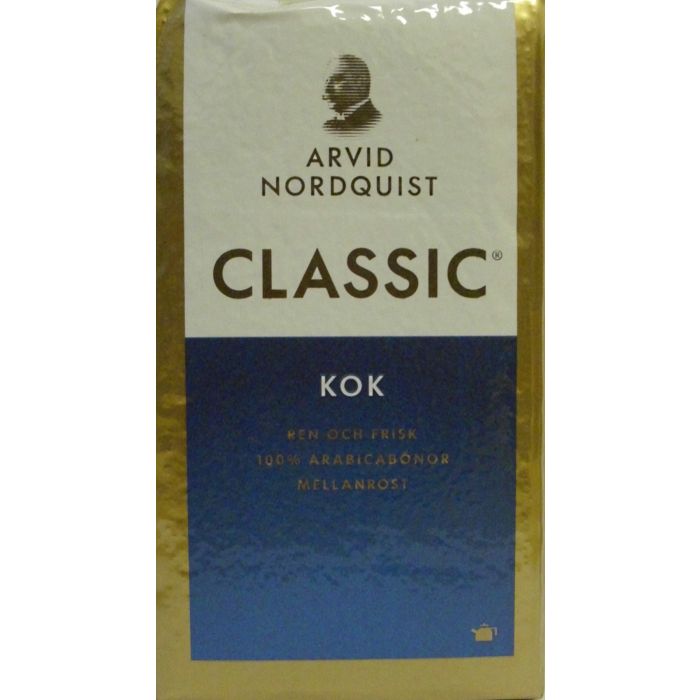 ARVID
NORDQUIST
CLASSIC®
KOK
REN OCH FRISK
100% ARABICABÖNOR
MELLANROST